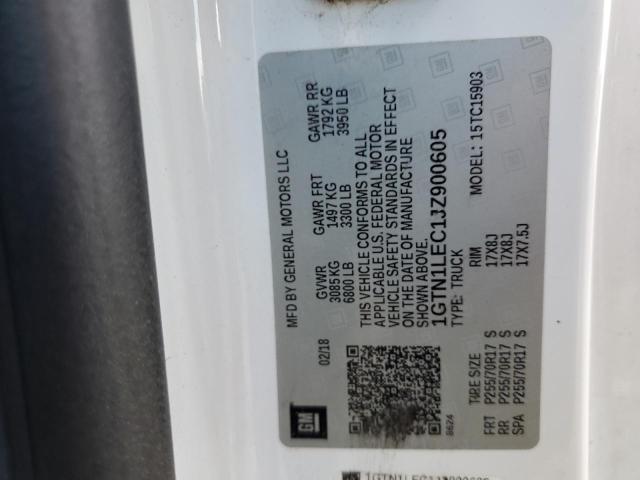 MFD BY GENERAL MOTORS LLC
GM
02/18
GVWR GAWR FRT GAWR RR
3085 KG 1497 KG 1792 KG
6800 LB 3300 LB 3950 LB
THIS VEHICLE CONFORMS TO ALL
APPLICABLE U.S. FEDERAL MOTOR
VEHICLE SAFETY STANDARDS IN EFFECT
ON THE DATE OF MANUFACTURE
SHOWN ABOVE.
1GTN1LEC1JZ900605
8624
TYPE: TRUCK MODEL: 15TC15903
TIRE SIZE RIM
FRT P255/70R17 S 17X8J
RR P255/70R17 S 17X8J
SPA P255/70R17 S 17X7.5J